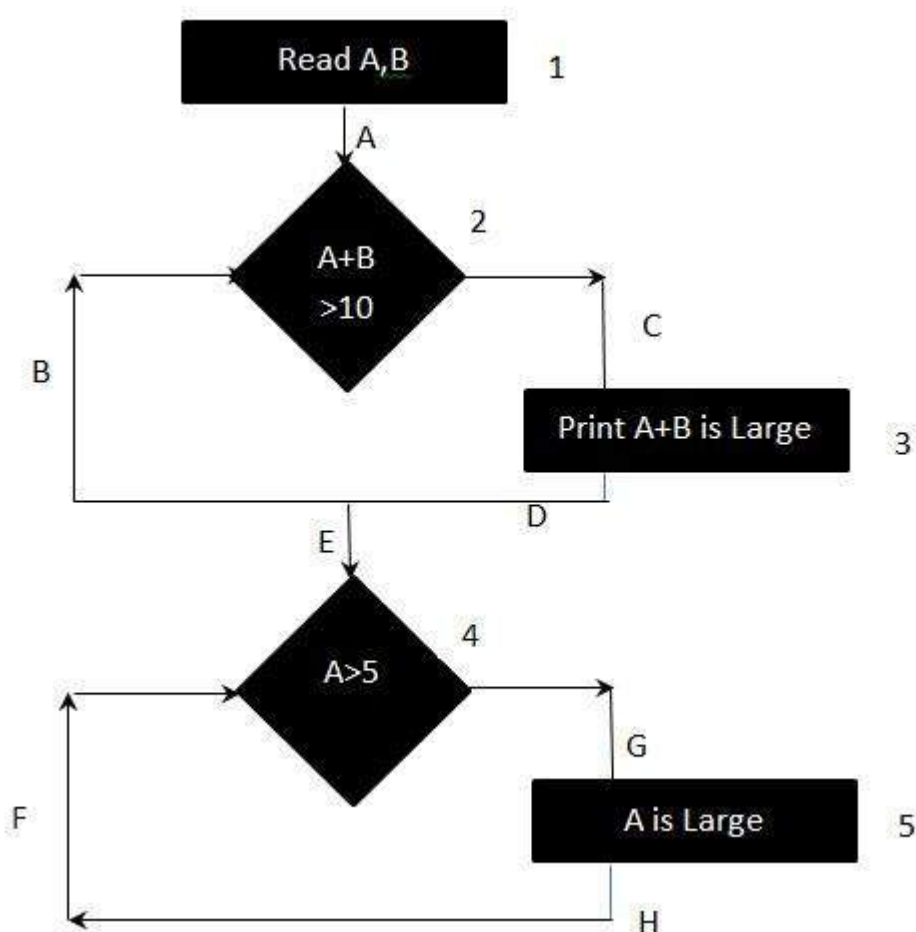 Read A,B
1
A
2
A+B
>10
C
B
Print A+B is Large
3
D
E
4
A>5
G
A is Large
F
5
H